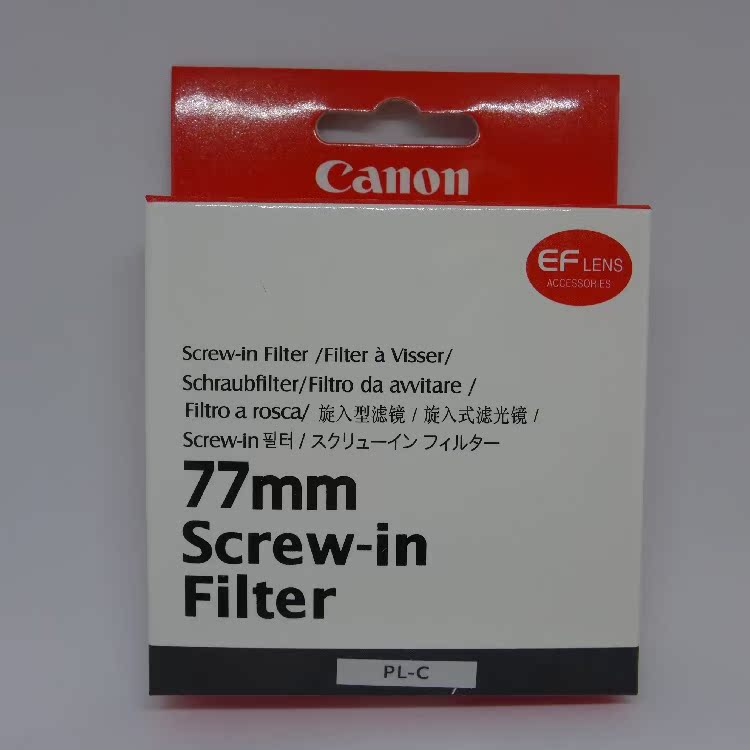 Canon
EF LENS
ACCESSORIES
Screw-in Filter /Filter à Visser/
Schraubfilter/Filtro da avvitare /
Filtro a rosca/ 旋入型滤镜 / 旋入式滤光镜 /
Screw-in 필터 / スクリューイン フィルター
77mm
Screw-in
Filter
PL-C